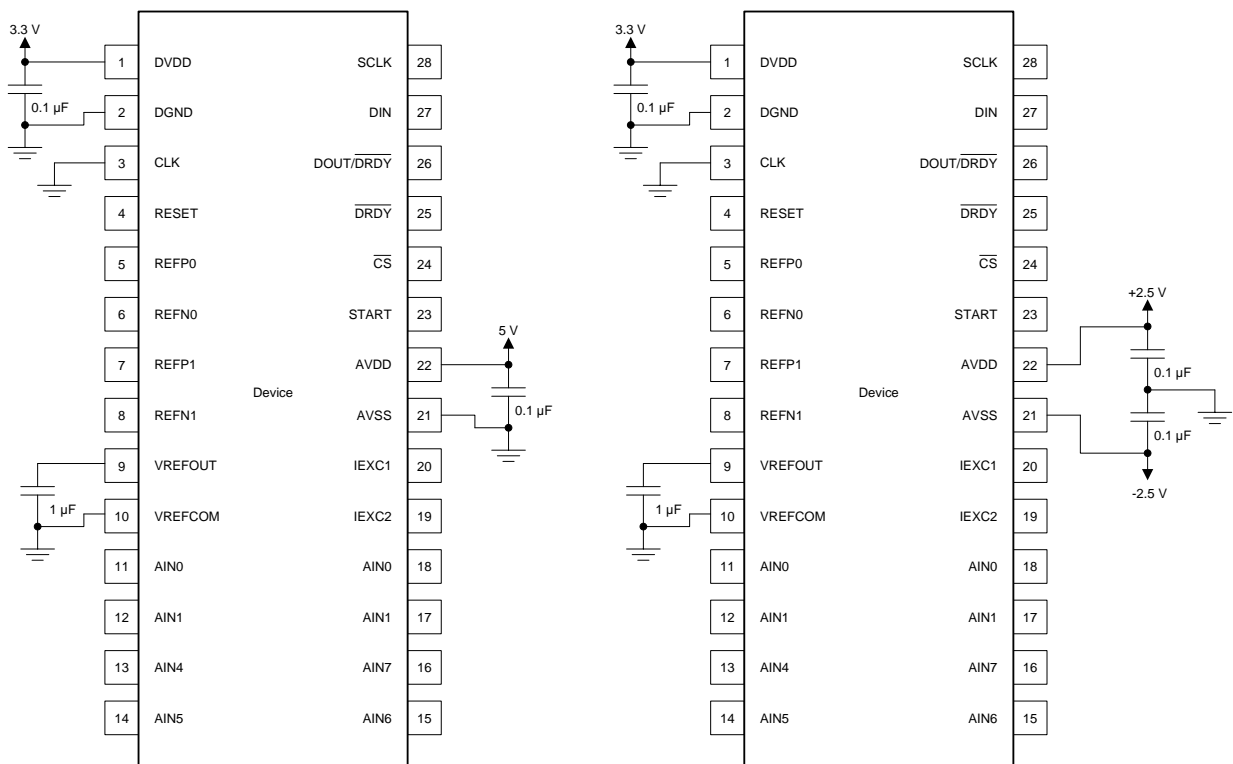 3.3 V
1 DVDD SCLK 28
0.1 µF
2 DGND DIN 27
3 CLK DOUT/DRDY 26
4 RESET DRDY 25
5 REFP0 CS 24
6 REFN0 START 23
5 V
7 REFP1 AVDD 22
Device
0.1 µF
8 REFN1 AVSS 21
9 VREFOUT IEXC1 20
1 µF
10 VREFCOM IEXC2 19
11 AIN0 AIN0 18
12 AIN1 AIN1 17
13 AIN4 AIN7 16
14 AIN5 AIN6 15
3.3 V
1 DVDD SCLK 28
0.1 µF
2 DGND DIN 27
3 CLK DOUT/DRDY 26
4 RESET DRDY 25
5 REFP0 CS 24
+2.5 V
6 REFN0 START 23
7 REFP1 AVDD 22
0.1 µF
Device
8 REFN1 AVSS 21
0.1 µF
9 VREFOUT IEXC1 20
-2.5 V
1 µF
10 VREFCOM IEXC2 19
11 AIN0 AIN0 18
12 AIN1 AIN1 17
13 AIN4 AIN7 16
14 AIN5 AIN6 15